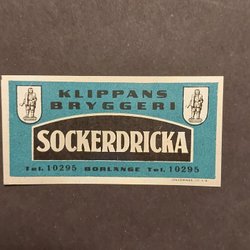 KLIPPANS
BRYGGERI
SOCKERDRICKA
Tel. 10295 BORLÄNGE Tel. 10295